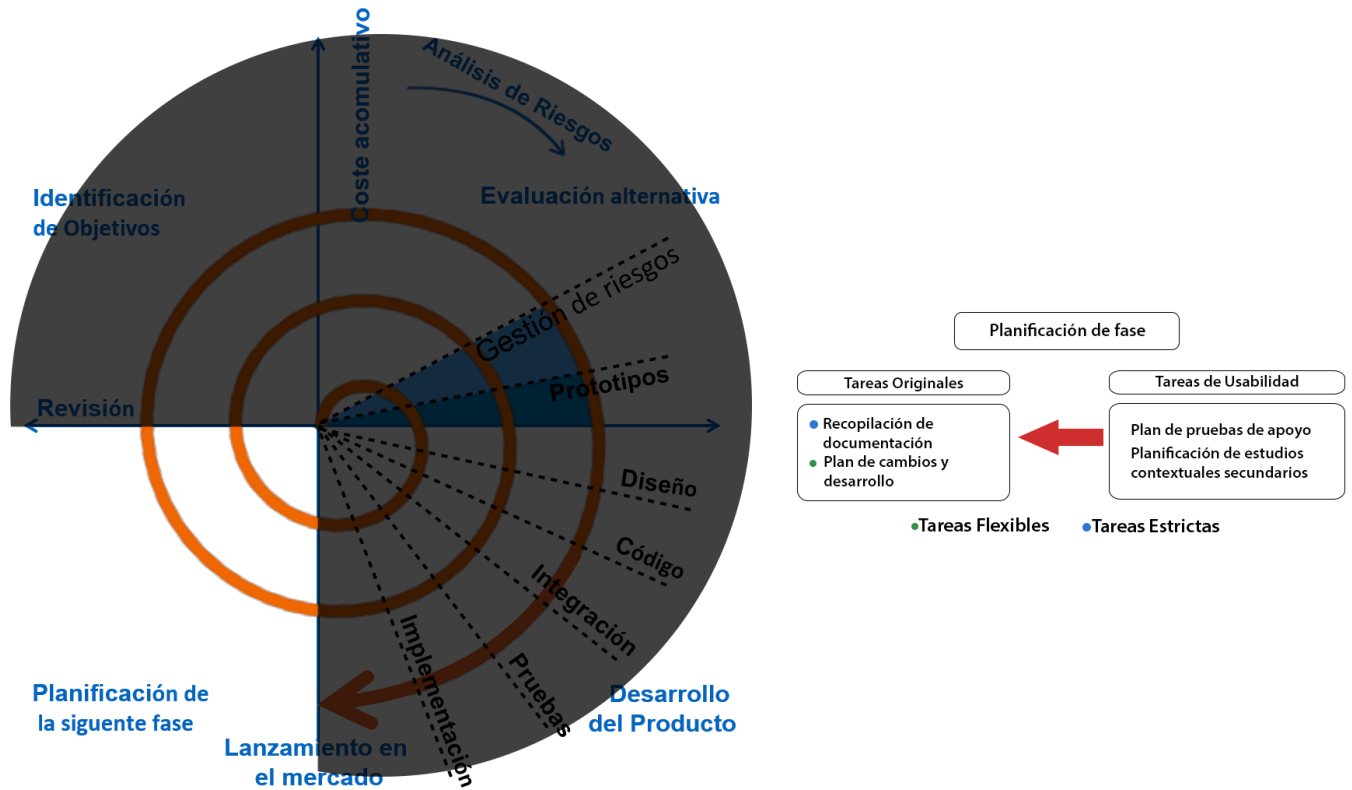 Coste acomulativo
Análisis de Riesgos
Identificación
de Objetivos
Evaluación alternativa
Gestión de riesgos
Prototipos
Revisión
Diseño
Código
Integración
Pruebas
Implementación
Desarrollo
del Producto
Planificación de
la siguente fase
Lanzamiento en
el mercado
Planificación de fase
Tareas Originales
Recopilación de
documentación
Plan de cambios y
desarrollo
Tareas de Usabilidad
Plan de pruebas de apoyo
Planificación de estudios
contextuales secundarios
Tareas Flexibles
Tareas Estrictas